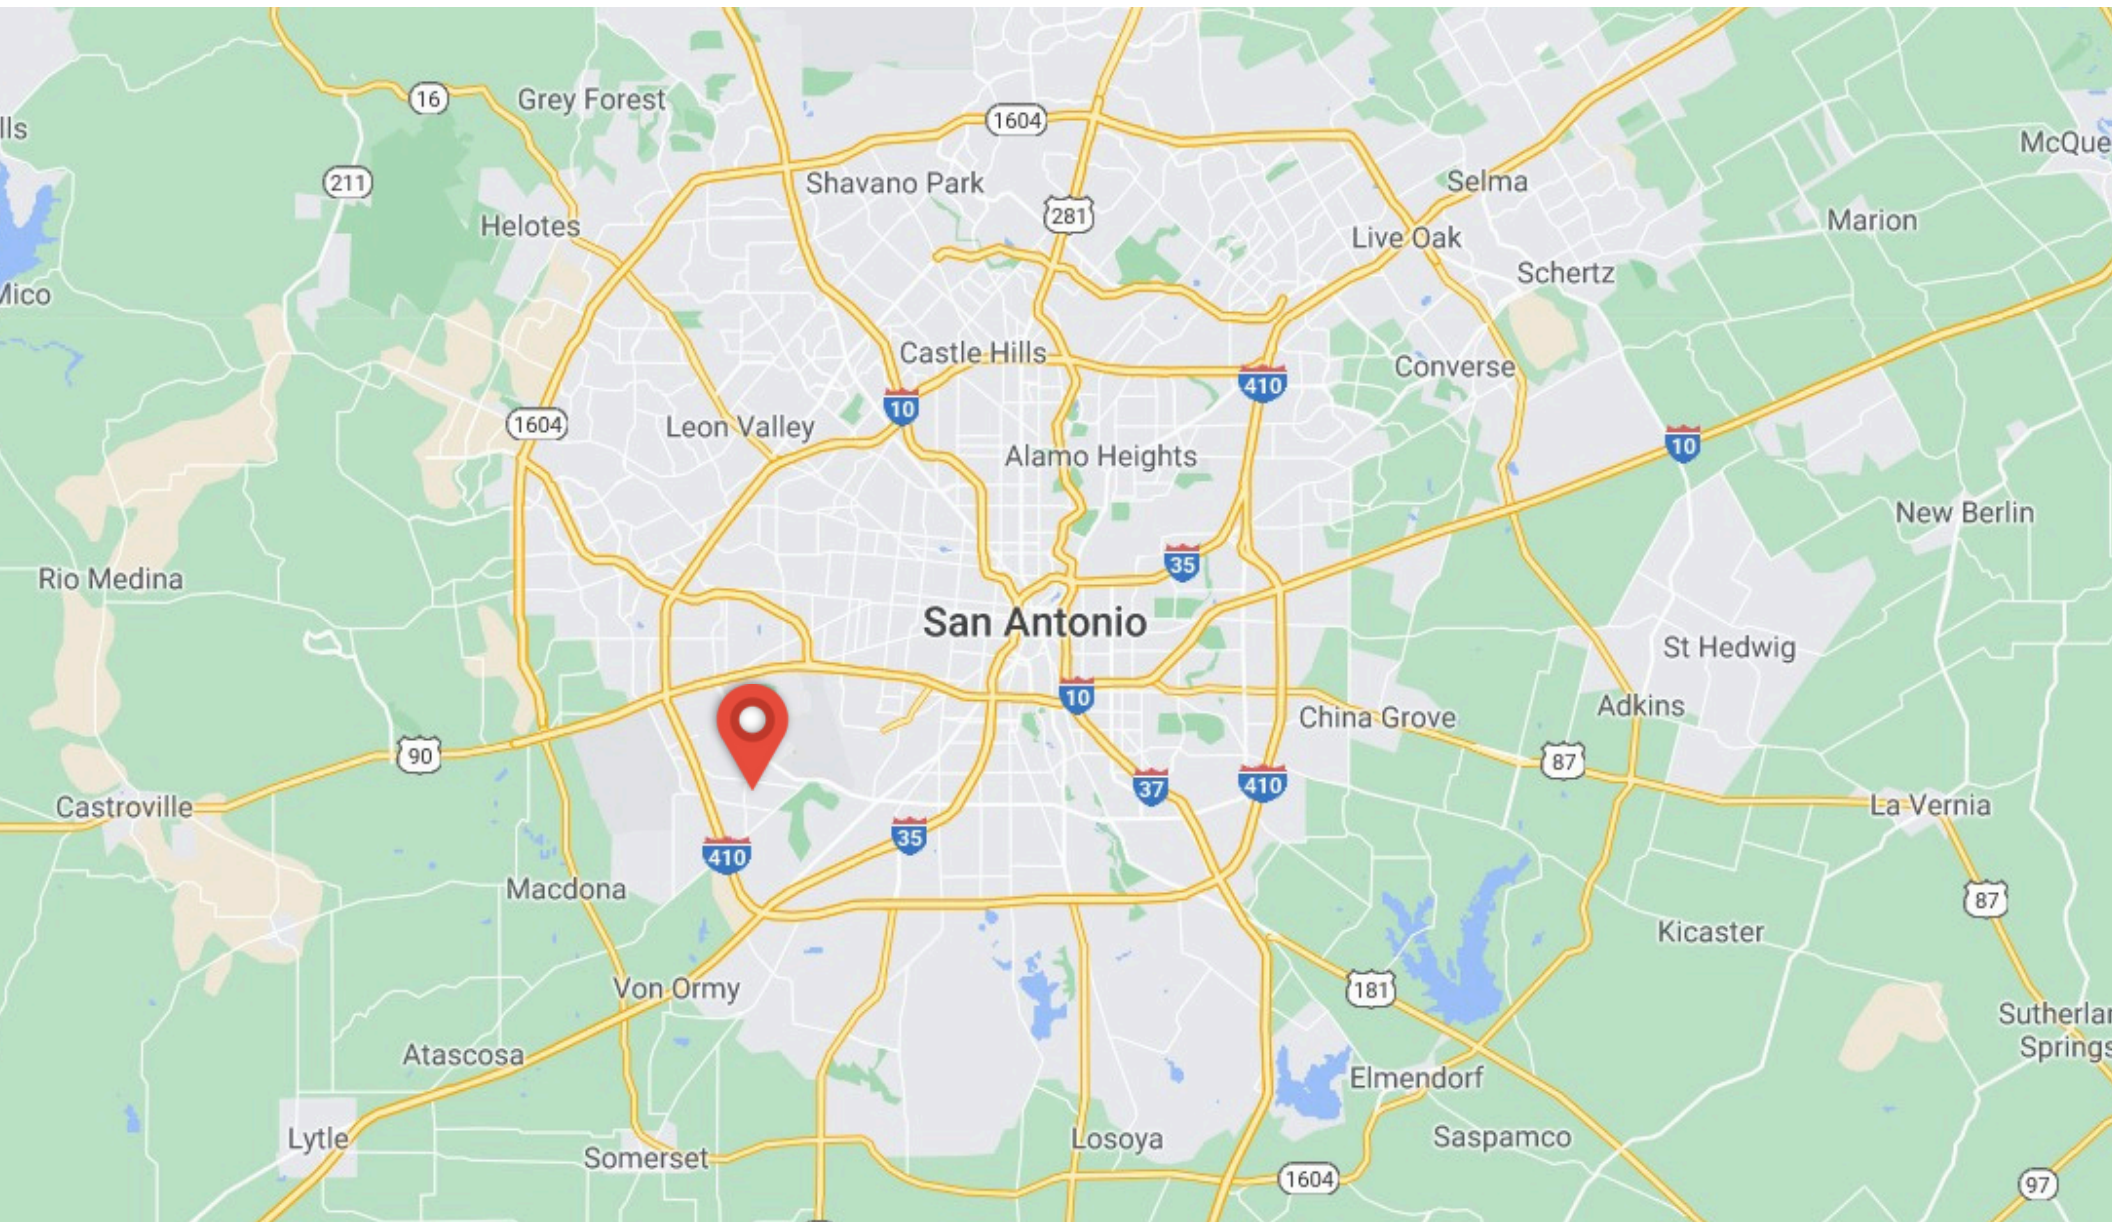 16
Grey Forest
lls
1604
McQue
211
Shavano Park
Selma
281
Helotes
Marion
Live Oak
Schertz
Mico
Castle Hills
Converse
410
10
1604
Leon Valley
10
Alamo Heights
New Berlin
35
Rio Medina
San Antonio
St Hedwig
10
Adkins
China Grove
90
87
37
410
Castroville
La Vernia
35
410
Macdona
87
Kicaster
Von Ormy
181
Sutherlan
Springs
Atascosa
Elmendorf
Lytle
Losoya
Saspamco
Somerset
1604
97